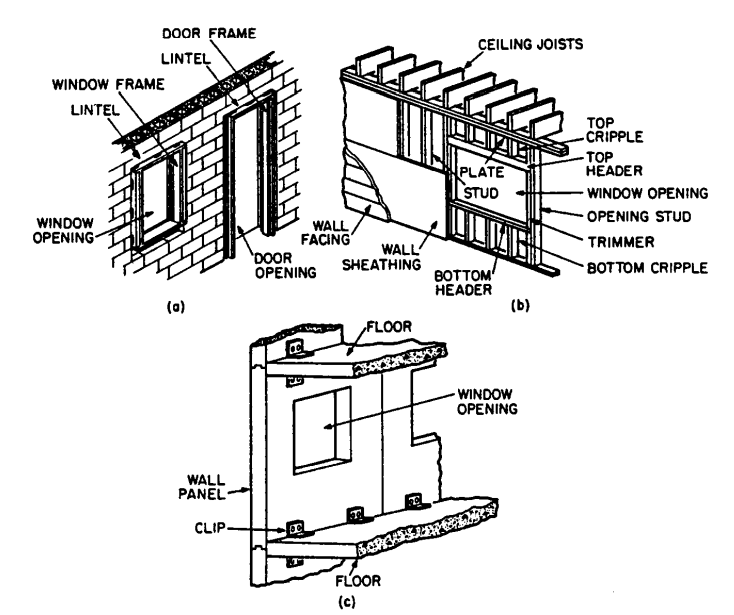 DOOR FRAME
LINTEL
WINDOW FRAME
LINTEL
WINDOW
OPENING
DOOR
OPENING
(a)
CEILING JOISTS
TOP
CRIPPLE
TOP
HEADER
PLATE
STUD
WINDOW OPENING
OPENING STUD
WALL
FACING
WALL
SHEATHING
TRIMMER
BOTTOM
HEADER
BOTTOM CRIPPLE
(b)
FLOOR
WINDOW
OPENING
WALL
PANEL
CLIP
FLOOR
(c)